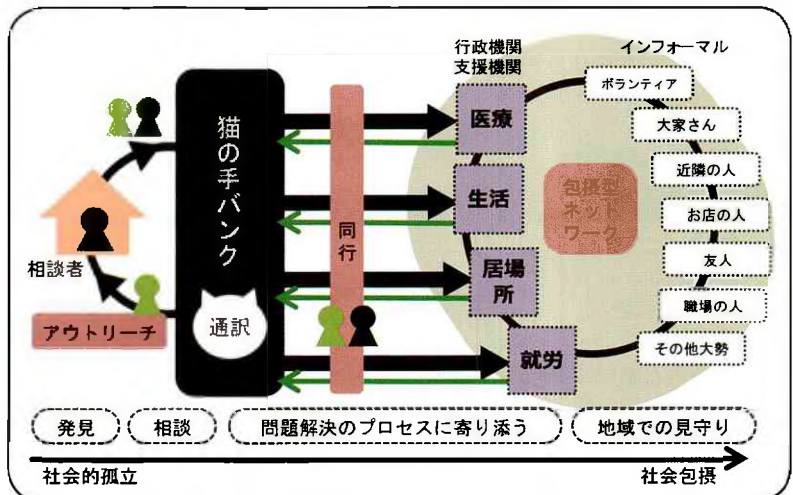 行政機関
支援機関
インフォーマル
猫の手バンク
通訳
相談者
アウトリーチ
同行
医療
生活
居場
所
就労
包摂型
ネット
ワーク
ボランティア
大家さん
近隣の人
お店の人
友人
職場の人
その他大勢
発見
相談
問題解決のプロセスに寄り添う
地域での見守り
社会的孤立
社会包摂